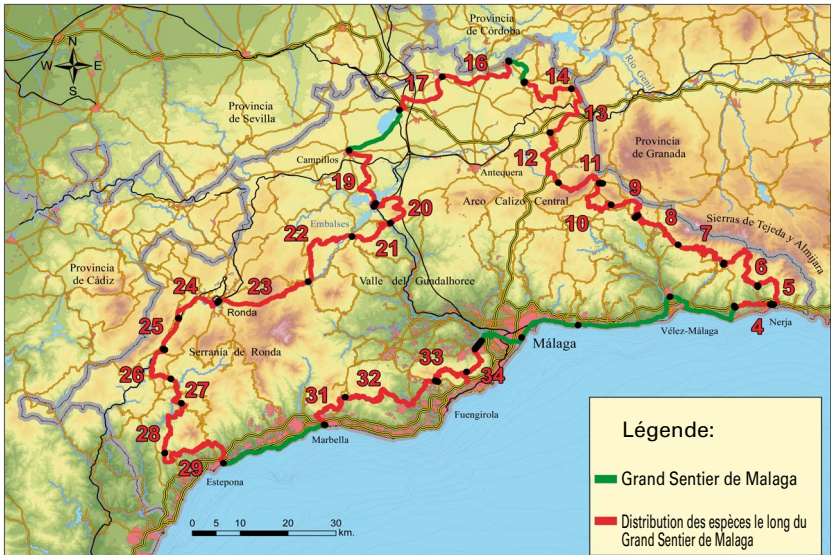 Provincia
de Córdoba
N
W
E
S
16
17
14
Río Genil
Provincia
de Sevilla
13
Provincia
de Granada
12
Campillos
Antequera
11
19
Arco Calizo Central
9
20
10
Embalses
8
Sierras de Tejeda y Almijara
22
21
7
Provincia
de Cádiz
Valle del Guadalhorce
6
24
23
5
Ronda
Nerja
25
Vélez-Málaga
4
Málaga
Serranía de Ronda
33
26
34
27
32
31
Fuengirola
28
Marbella
29
Estepona
0 5 10 20 30
km.
Légende:
Grand Sentier de Malaga
Distribution des espèces le long du
Grand Sentier de Malaga